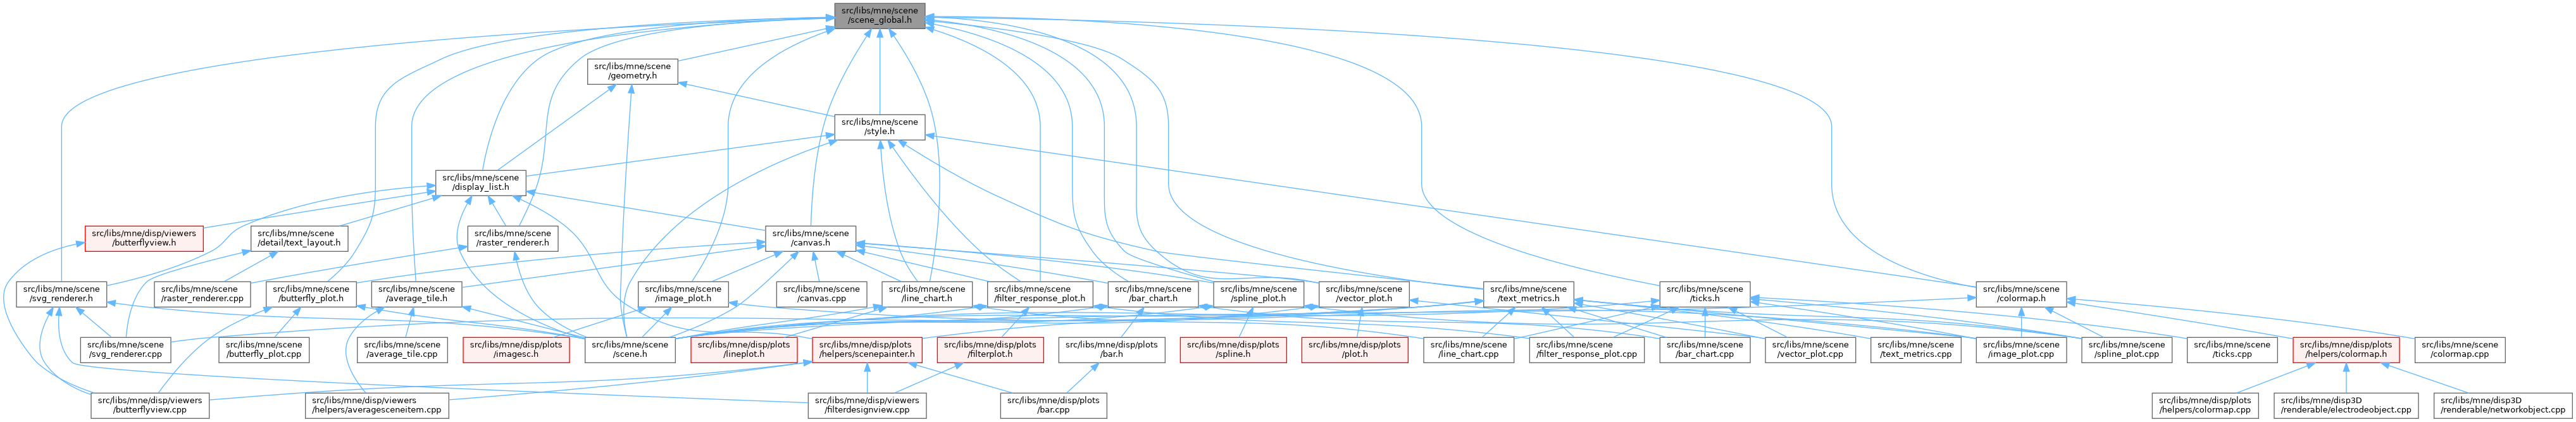 src/libs/mne/scene
/scene_global.h
src/libs/mne/scene
/geometry.h
src/libs/mne/scene
/style.h
src/libs/mne/scene
/display_list.h
src/libs/mne/disp/viewers
/butterflyview.h
src/libs/mne/scene
/detail/text_layout.h
src/libs/mne/scene
/raster_renderer.h
src/libs/mne/scene
/canvas.h
src/libs/mne/scene
/svg_renderer.h
src/libs/mne/scene
/raster_renderer.cpp
src/libs/mne/scene
/butterfly_plot.h
src/libs/mne/scene
/average_tile.h
src/libs/mne/scene
/image_plot.h
src/libs/mne/scene
/canvas.cpp
src/libs/mne/scene
/line_chart.h
src/libs/mne/scene
/filter_response_plot.h
src/libs/mne/scene
/bar_chart.h
src/libs/mne/scene
/spline_plot.h
src/libs/mne/scene
/vector_plot.h
src/libs/mne/scene
/text_metrics.h
src/libs/mne/scene
/ticks.h
src/libs/mne/scene
/colormap.h
src/libs/mne/scene
/svg_renderer.cpp
src/libs/mne/scene
/butterfly_plot.cpp
src/libs/mne/scene
/average_tile.cpp
src/libs/mne/disp/plots
/imagesc.h
src/libs/mne/scene
/scene.h
src/libs/mne/disp/plots
/lineplot.h
src/libs/mne/disp/plots
/helpers/scenepainter.h
src/libs/mne/disp/plots
/filterplot.h
src/libs/mne/disp/plots
/bar.h
src/libs/mne/disp/plots
/spline.h
src/libs/mne/disp/plots
/plot.h
src/libs/mne/scene
/line_chart.cpp
src/libs/mne/scene
/filter_response_plot.cpp
src/libs/mne/scene
/bar_chart.cpp
src/libs/mne/scene
/vector_plot.cpp
src/libs/mne/scene
/text_metrics.cpp
src/libs/mne/scene
/image_plot.cpp
src/libs/mne/scene
/spline_plot.cpp
src/libs/mne/scene
/ticks.cpp
src/libs/mne/disp/plots
/helpers/colormap.h
src/libs/mne/scene
/colormap.cpp
src/libs/mne/disp/viewers
/butterflyview.cpp
src/libs/mne/disp/viewers
/helpers/averagesceneitem.cpp
src/libs/mne/disp/viewers
/filterdesignview.cpp
src/libs/mne/disp/plots
/bar.cpp
src/libs/mne/disp/plots
/helpers/colormap.cpp
src/libs/mne/disp3D
/renderable/electrodeobject.cpp
src/libs/mne/disp3D
/renderable/networkobject.cpp